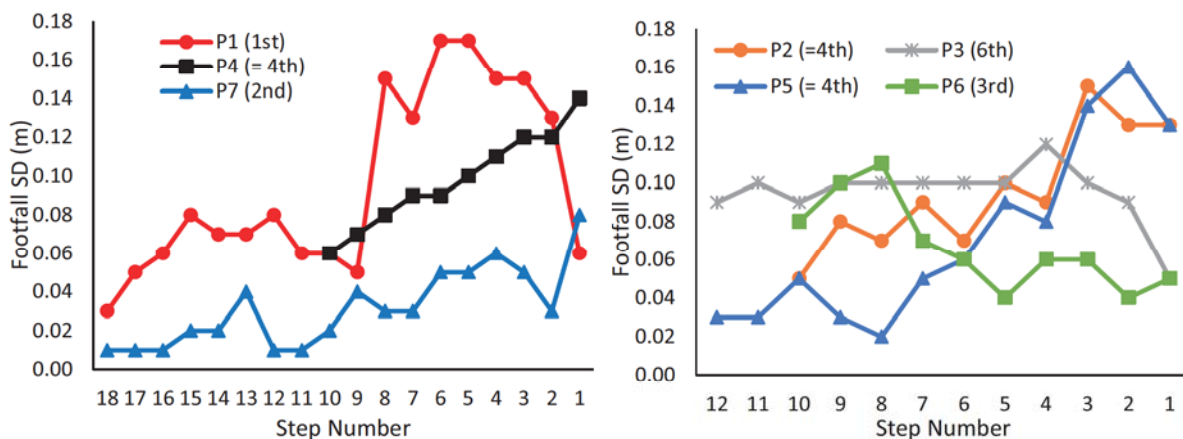 0.18
0.16
0.14
0.12
0.10
0.08
0.06
0.04
0.02
0.00
Footfall SD (m)
P1 (1st)
P4 (= 4th)
P7 (2nd)
18 17 16 15 14 13 12 11 10 9 8 7 6 5 4 3 2 1
Step Number
0.18
0.16
0.14
0.12
0.10
0.08
0.06
0.04
0.02
0.00
Footfall SD (m)
P2 (=4th) P3 (6th)
P5 (= 4th) P6 (3rd)
12 11 10 9 8 7 6 5 4 3 2 1
Step Number